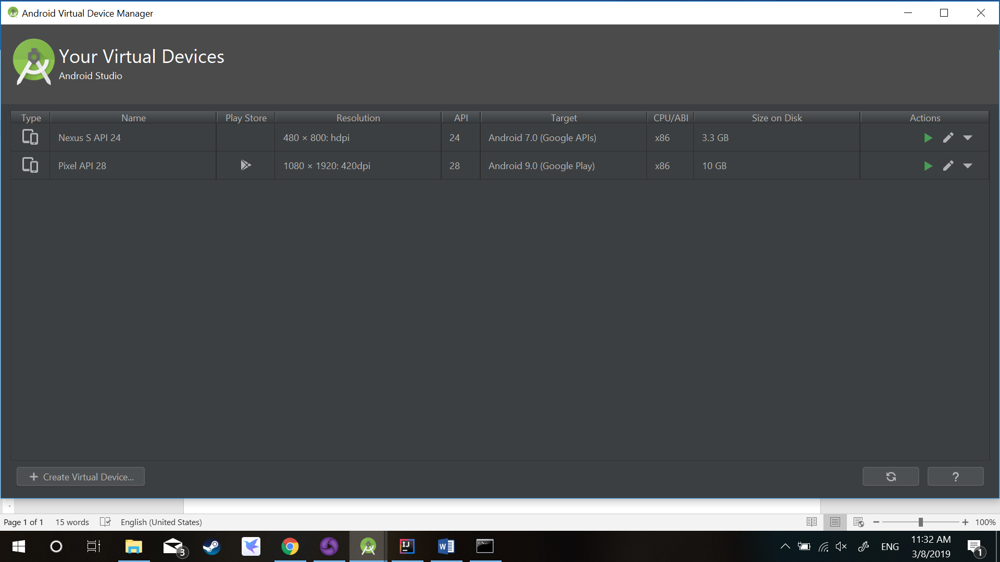 Android Virtual Device Manager
Your Virtual Devices
Android Studio
Type Name Play Store Resolution API Target CPU/ABI Size on Disk Actions
Nexus S API 24 480 × 800: hdpi 24 Android 7.0 (Google APIs) x86 3.3 GB
Pixel API 28 1080 × 1920: 420dpi 28 Android 9.0 (Google Play) x86 10 GB
+ Create Virtual Device... ?
Page 1 of 1 15 words English (United States) 100%
11:32 AM
3 IJ W C:\. ENG 3/8/2019 1